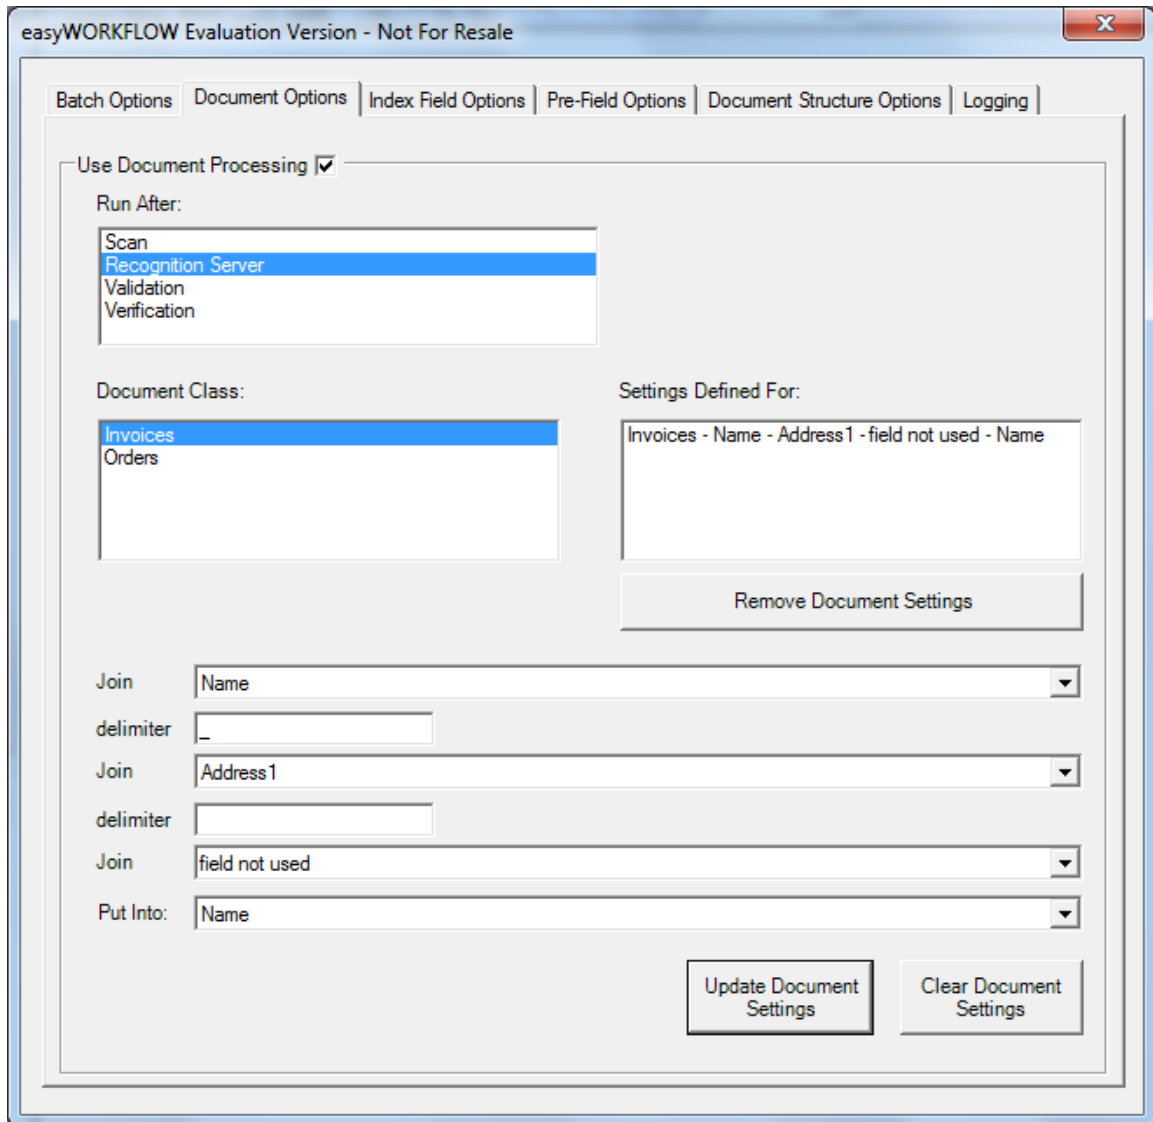 easyWORKFLOW Evaluation Version - Not For Resale
Batch Options Document Options Index Field Options Pre-Field Options Document Structure Options Logging
Use Document Processing
Run After:
Scan
Recognition Server
Validation
Verification
Document Class: Settings Defined For:
Invoices Invoices - Name - Address1 - field not used - Name
Orders
Remove Document Settings
Join Name
delimiter _
Join Address1
delimiter
Join field not used
Put Into: Name
Update Document Clear Document
Settings Settings